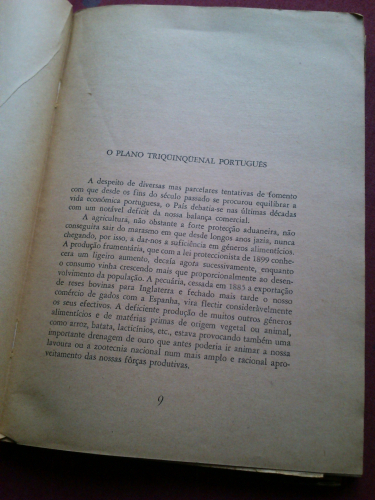 O PLANO TRIQUINQUENAL PORTUGUÊS
A despeito de diversas mas parcelares tentativas de fomento
com que desde os fins do século passado se procurou equilibrar a
vida económica portuguesa, o País debatia-se nas últimas décadas
com um notável deficit da nossa balança comercial.
A agricultura, não obstante a forte protecção aduaneira, não
conseguira sair do marasmo em que desde longos anos jazia, nunca
chegando, por isso, a dar-nos a suficiência em géneros alimentícios.
A produção frumentária, que com a lei proteccionista de 1899 conhe-
cera um ligeiro aumento, decaía agora sucessivamente, enquanto
o consumo vinha crescendo mais que proporcionalmente ao desen-
volvimento da população. A pecuária, cessada em 1885 a exportação
de reses bovinas para Inglaterra e fechado mais tarde o nosso
comércio de gados com a Espanha, vira flectir consideràvelmente
os seus efectivos. A deficiente produção de muitos outros géneros
alimentícios e de matérias primas de origem vegetal ou animal,
como arroz, batata, lacticínios, etc., estava provocando também uma
importante drenagem de ouro que antes poderia ir animar a nossa
lavoura ou a zootecnia nacional num mais amplo e racional apro-
veitamento das nossas fôrças produtivas.
9